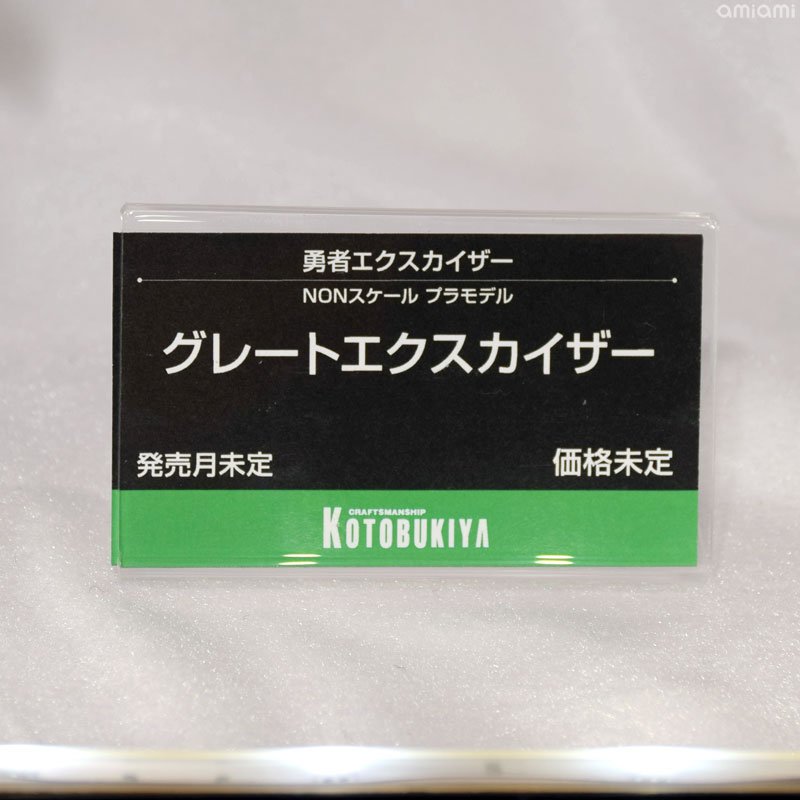 amiami
勇者エクスカイザー
NONスケール プラモデル
グレートエクスカイザー
発売月未定
価格未定
CRAFTSMANSHIP
KOTOBUKIYA